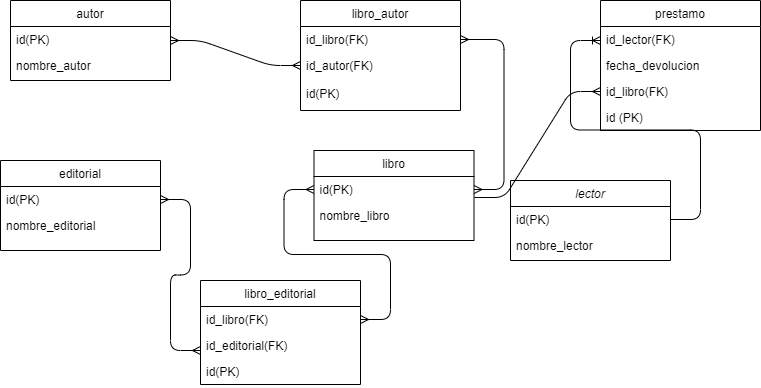 autor
id(PK)
nombre_autor
libro_autor
id_libro(FK)
id_autor(FK)
id(PK)
prestamo
id_lector(FK)
fecha_devolucion
id_libro(FK)
id (PK)
editorial
id(PK)
nombre_editorial
libro
id(PK)
nombre_libro
lector
id(PK)
nombre_lector
libro_editorial
id_libro(FK)
id_editorial(FK)
id(PK)